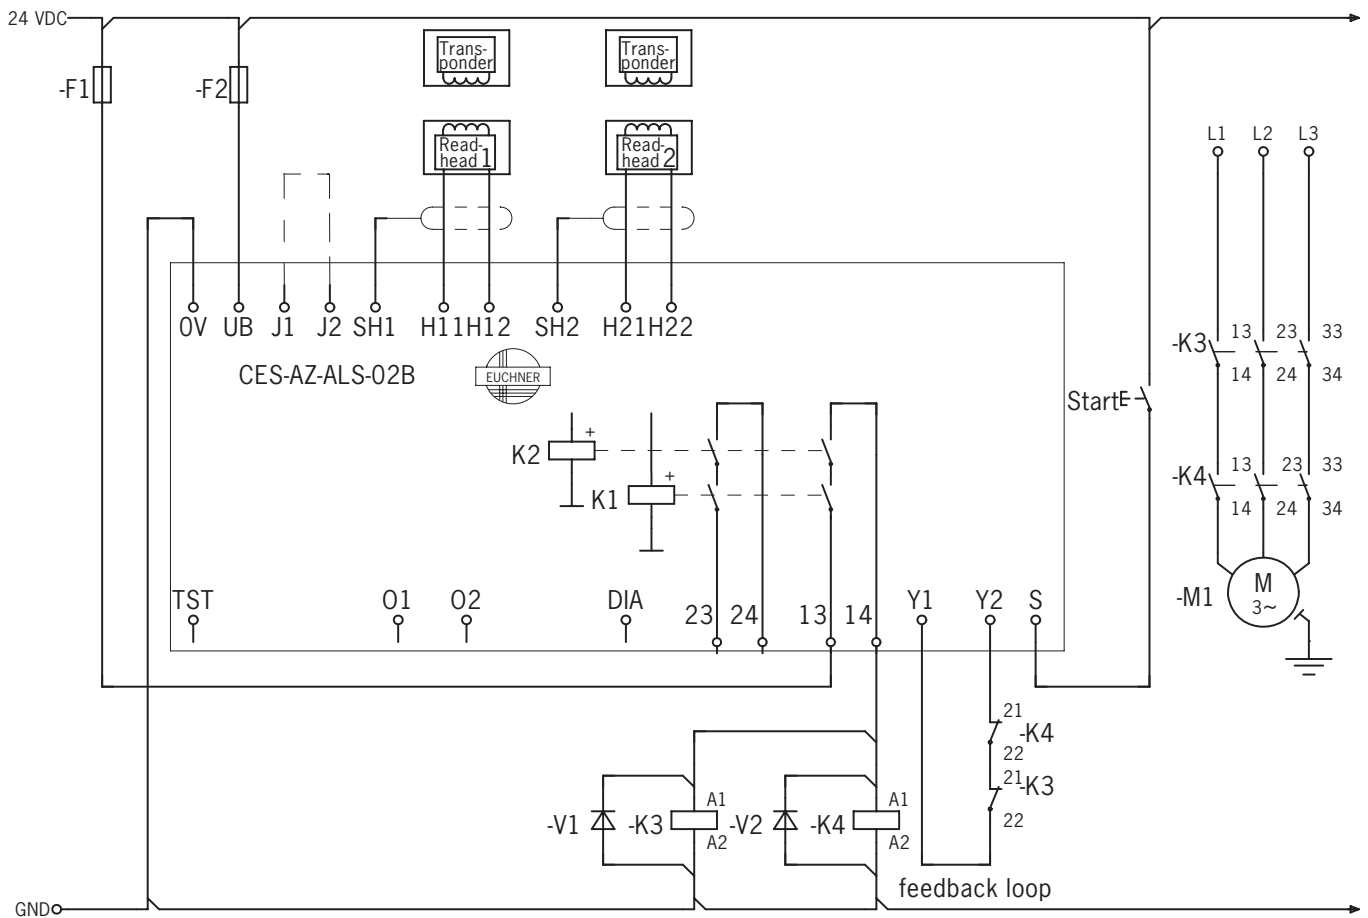 24 VDC
-F1
-F2
Trans-
ponder
Trans-
ponder
Read-
head 1
Read-
head 2
L1 L2 L3
0V UB J1 J2 SH1 H11 H12 SH2 H21 H22
CES-AZ-ALS-02B
EUCHNER
-K3
13 23 33
14 24 34
Start
K2
+
K1
+
-K4
13 23 33
14 24 34
-M1
M
3~
TST O1 O2 DIA 23 24 13 14 Y1 Y2 S
21
-K4
22
21
-K3
22
-V1
-K3
A1
A2
-V2
-K4
A1
A2
feedback loop
GND